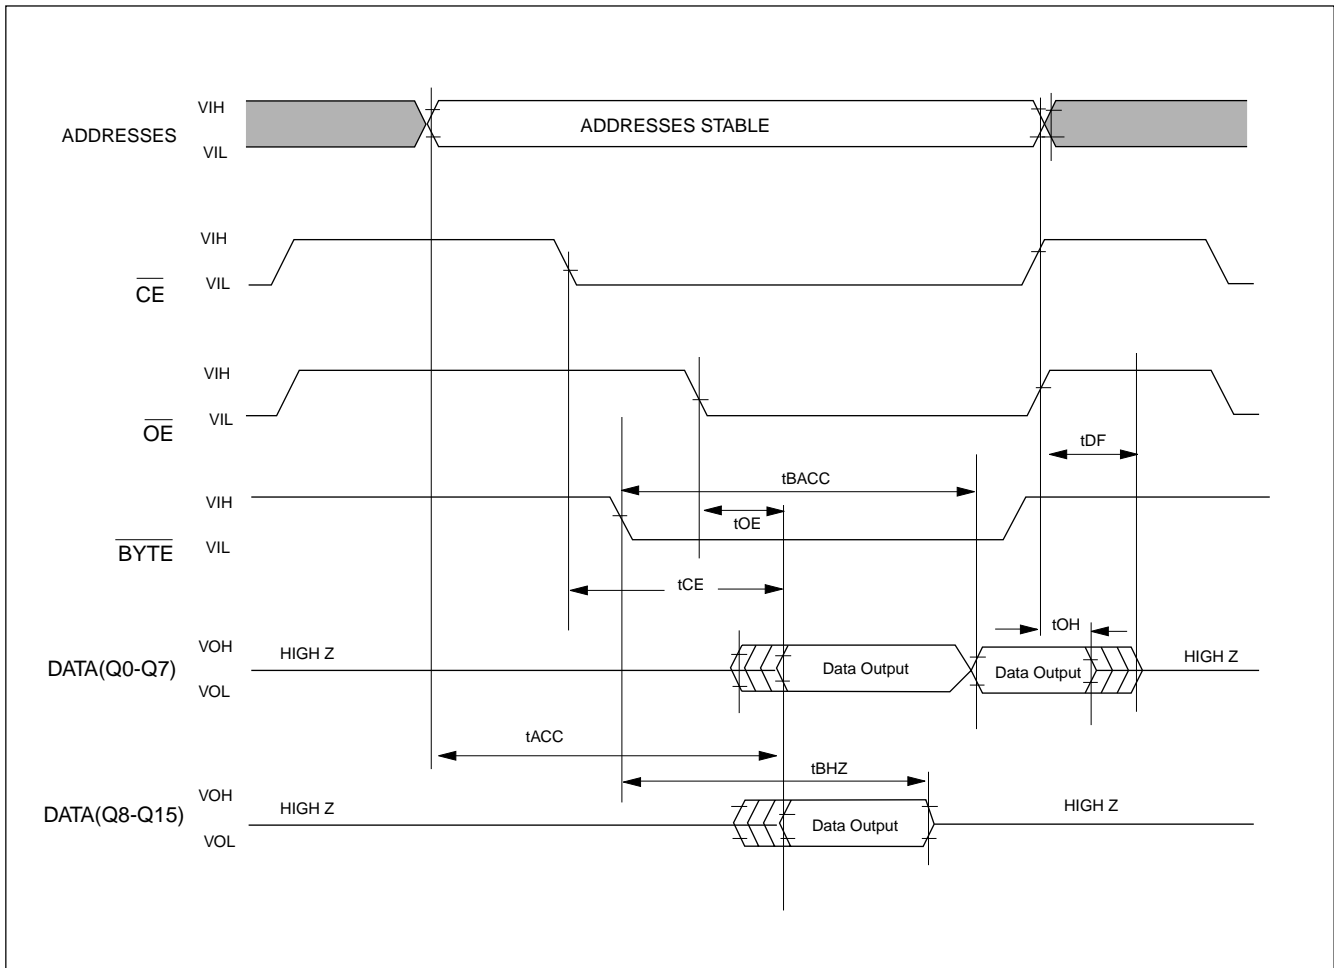 VIH
ADDRESSES
ADDRESSES STABLE
VIL
VIH
CE
VIL
VIH
OE
VIL
tDF
tBACC
VIH
tOE
BYTE
VIL
tCE
tOH
VOH
DATA(Q0-Q7)
HIGH Z
Data Output
Data Output
HIGH Z
VOL
tACC
tBHZ
VOH
DATA(Q8-Q15)
HIGH Z
Data Output
HIGH Z
VOL